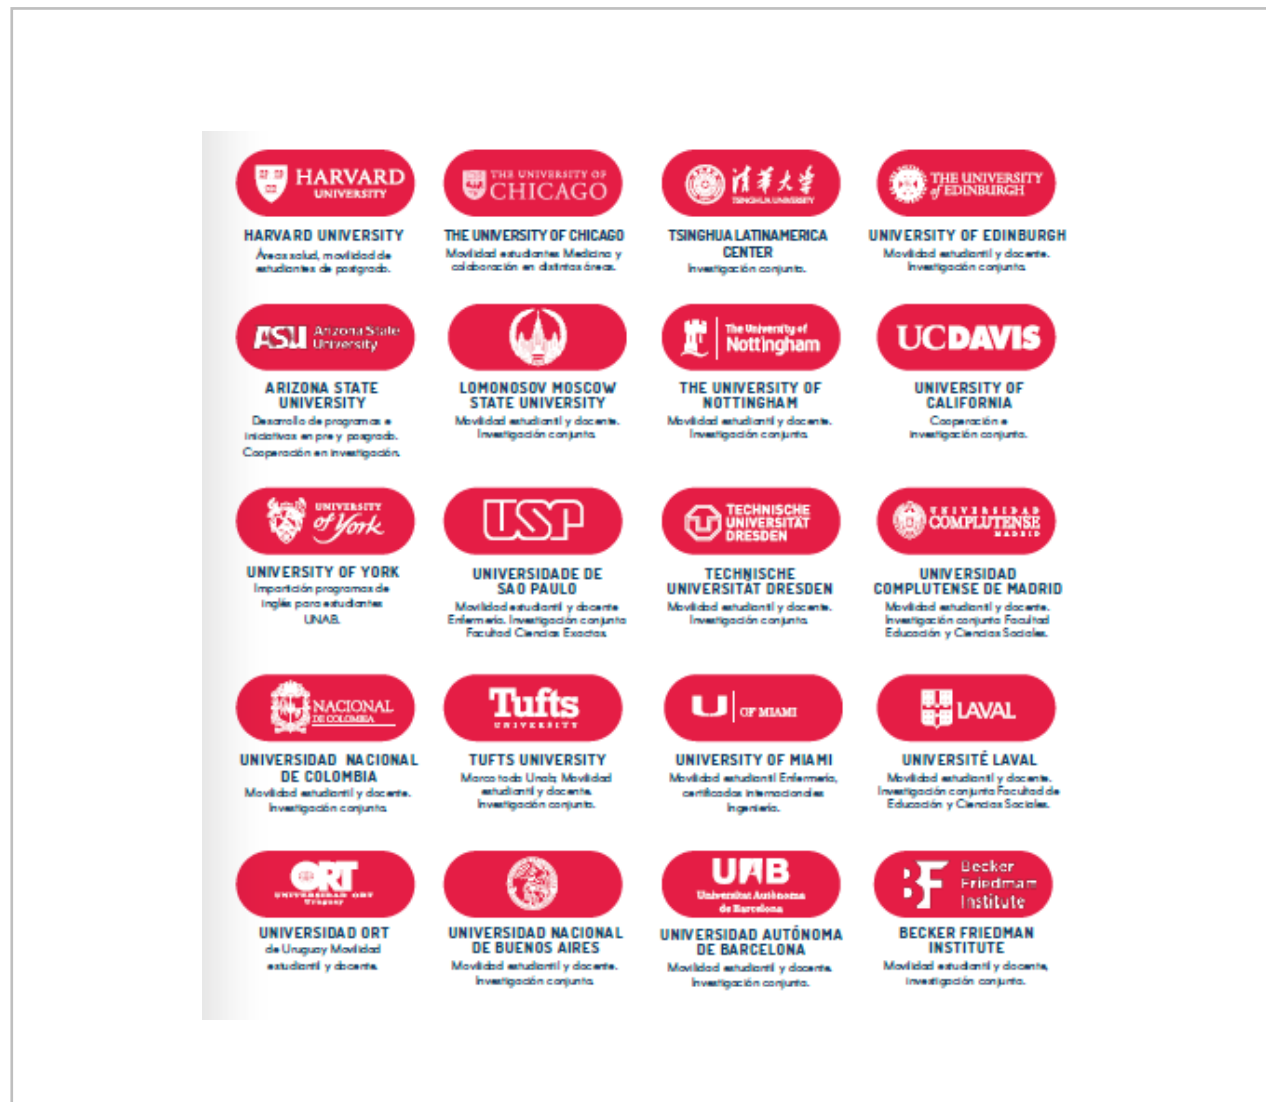 HARVARD
UNIVERSITY
HARVARD UNIVERSITY
Áreas salud, movilidad de
estudiantes de postgrado.
THE UNIVERSITY OF
CHICAGO
THE UNIVERSITY OF CHICAGO
Movilidad estudiantes Medicina y
colaboración en distintas áreas.
清華大學
TSINGHUA UNIVERSITY
TSINGHUA LATINAMERICA
CENTER
Investigación conjunta.
THE UNIVERSITY
of EDINBURGH
UNIVERSITY OF EDINBURGH
Movilidad estudiantil y docente.
Investigación conjunta.
ASU Arizona State
University
ARIZONA STATE
UNIVERSITY
Desarrollo de programas e
iniciativas en pre y posgrado.
Cooperación en investigación.
LOMONOSOV MOSCOW
STATE UNIVERSITY
Movilidad estudiantil y docente.
Investigación conjunta.
The University of
Nottingham
THE UNIVERSITY OF
NOTTINGHAM
Movilidad estudiantil y docente.
Investigación conjunta.
UCDAVIS
UNIVERSITY OF
CALIFORNIA
Cooperación e
investigación conjunta.
UNIVERSITY
of York
UNIVERSITY OF YORK
Impartición programas de
inglés para estudiantes
UNAB.
USP
UNIVERSIDADE DE
SAO PAULO
Movilidad estudiantil y docente
Enfermería. Investigación conjunta
Facultad Ciencias Exactas.
TECHNISCHE
UNIVERSITÄT
DRESDEN
TECHNISCHE
UNIVERSITÄT DRESDEN
Movilidad estudiantil y docente.
Investigación conjunta.
UNIVERSIDAD
COMPLUTENSE
MADRID
UNIVERSIDAD
COMPLUTENSE DE MADRID
Movilidad estudiantil y docente.
Investigación conjunta Facultad
Educación y Ciencias Sociales.
NACIONAL
DE COLOMBIA
UNIVERSIDAD NACIONAL
DE COLOMBIA
Movilidad estudiantil y docente.
Investigación conjunta.
Tufts
UNIVERSITY
TUFTS UNIVERSITY
Marco toda Unab; Movilidad
estudiantil y docente.
Investigación conjunta.
U OF MIAMI
UNIVERSITY OF MIAMI
Movilidad estudiantil Enfermería,
certificados internacionales
Ingeniería.
LAVAL
UNIVERSITÉ LAVAL
Movilidad estudiantil y docente.
Investigación conjunta Facultad de
Educación y Ciencias Sociales.
ORT
UNIVERSIDAD ORT
Uruguay
UNIVERSIDAD ORT
de Uruguay Movilidad
estudiantil y docente.
UNIVERSIDAD NACIONAL
DE BUENOS AIRES
Movilidad estudiantil y docente.
Investigación conjunta.
UAB
Universitat Autònoma
de Barcelona
UNIVERSIDAD AUTÓNOMA
DE BARCELONA
Movilidad estudiantil y docente.
Investigación conjunta.
BF Becker
Friedman
Institute
BECKER FRIEDMAN
INSTITUTE
Movilidad estudiantil y docente,
investigación conjunta.